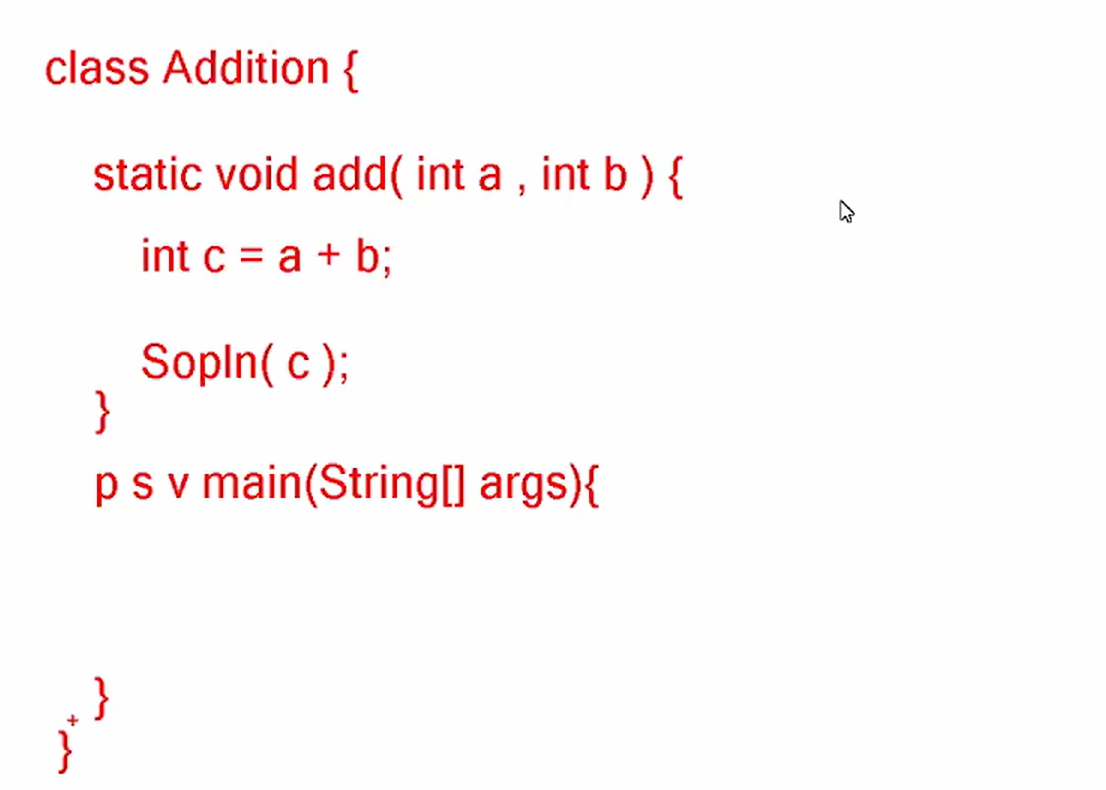 class Addition {
static void add( int a , int b ) {
int c = a + b;
Sopln( c );
}
p s v main(String[] args){
}
+
}